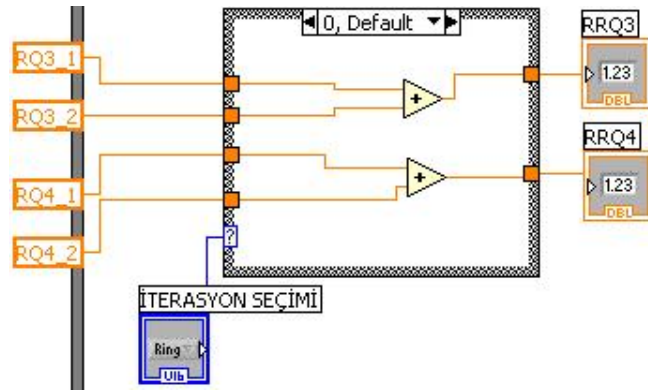 0, Default
RRQ3
RQ3_1
1.23
DBL
RQ3_2
+
RRQ4
+
1.23
RQ4_1
DBL
RQ4_2
?
İTERASYON SEÇİMİ
Ring
U16